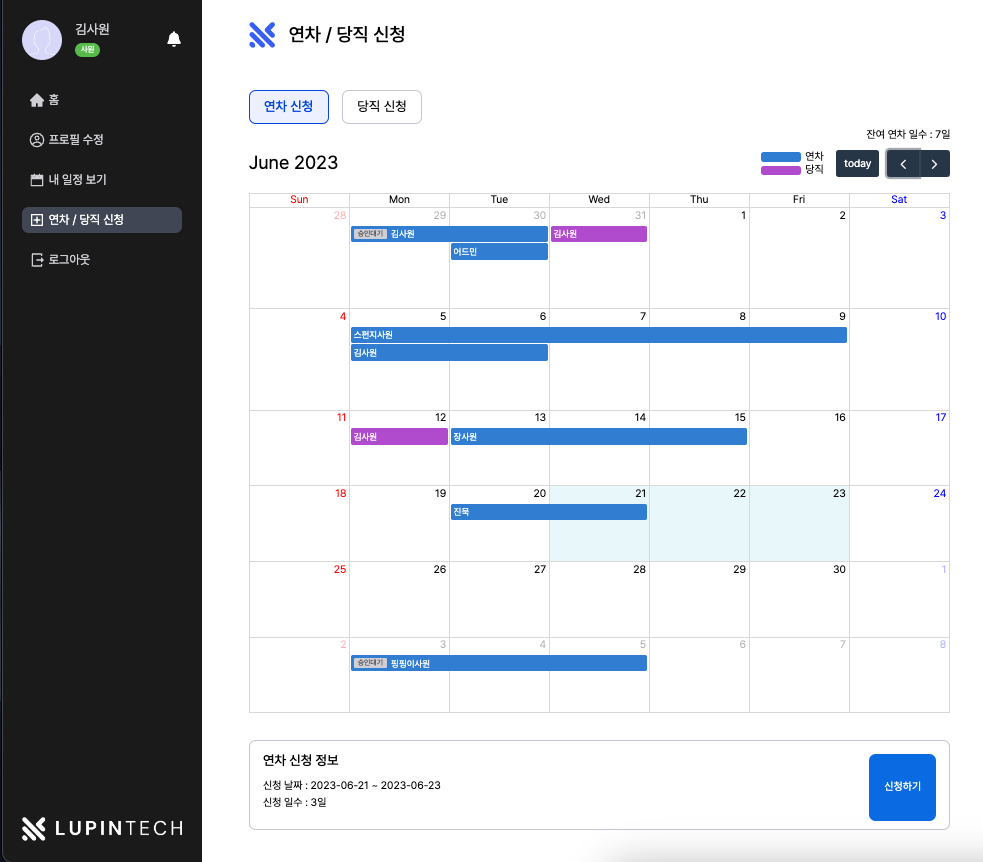 김사원
사원
홈
프로필 수정
내 일정 보기
연차 / 당직 신청
로그아웃
LUPINTECH
연차 / 당직 신청
연차 신청 당직 신청
잔여 연차 일수 : 7일
June 2023
연차
당직
today
Sun Mon Tue Wed Thu Fri Sat
28 29 30 31 1 2 3
승인대기 김사원 김사원
어드민
4 5 6 7 8 9 10
스펀지사원
김사원
11 12 13 14 15 16 17
김사원 장사원
18 19 20 21 22 23 24
진묵
25 26 27 28 29 30 1
2 3 4 5 6 7 8
승인대기 핑핑이사원
연차 신청 정보
신청 날짜 : 2023-06-21 ~ 2023-06-23
신청 일수 : 3일
신청하기